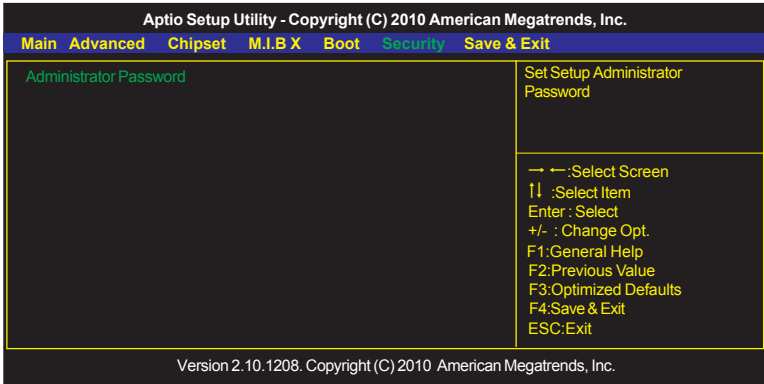 Aptio Setup Utility - Copyright (C) 2010 American Megatrends, Inc.
Main Advanced Chipset M.I.B X Boot Security Save & Exit
Administrator Password
Set Setup Administrator
Password
→ ←:Select Screen
↑↓ :Select Item
Enter : Select
+/- : Change Opt.
F1:General Help
F2:Previous Value
F3:Optimized Defaults
F4:Save & Exit
ESC:Exit
Version 2.10.1208. Copyright (C) 2010 American Megatrends, Inc.